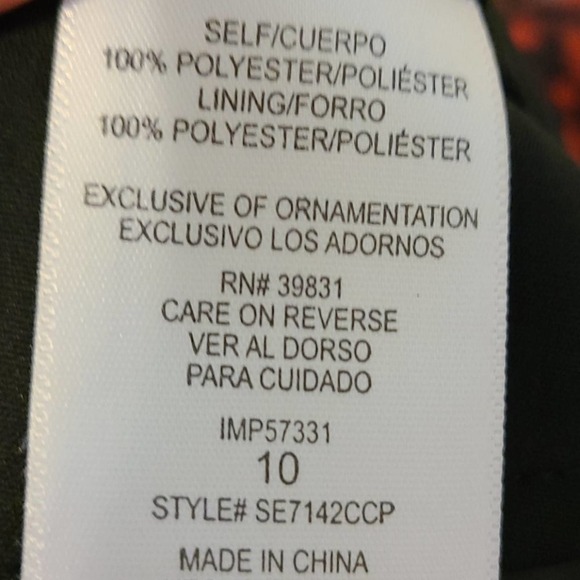 SELF/CUERPO
100% POLYESTER/POLIÉSTER
LINING/FORRO
100% POLYESTER/POLIÉSTER
EXCLUSIVE OF ORNAMENTATION
EXCLUSIVO LOS ADORNOS
RN# 39831
CARE ON REVERSE
VER AL DORSO
PARA CUIDADO
IMP57331
10
STYLE# SE7142CCP
MADE IN CHINA